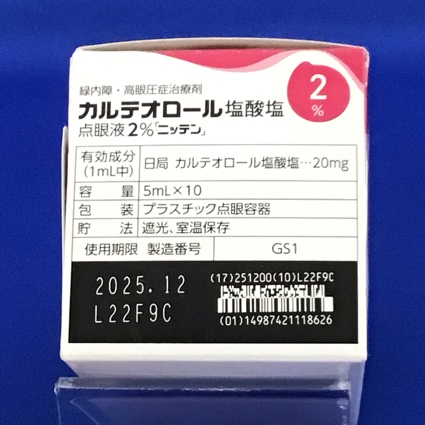 緑内障・高眼圧症治療剤
2
%
カルテオロール塩酸塩
点眼液2%「ニッテン」
有効成分 日局 カルテオロール塩酸塩…20mg
(1mL中)
容 量 5mL×10
包 装 プラスチック点眼容器
貯 法 遮光、室温保存
使用期限 製造番号 GS1
2025.12 (17)251200(10)L22F9C
L22F9C (01)14987421118626